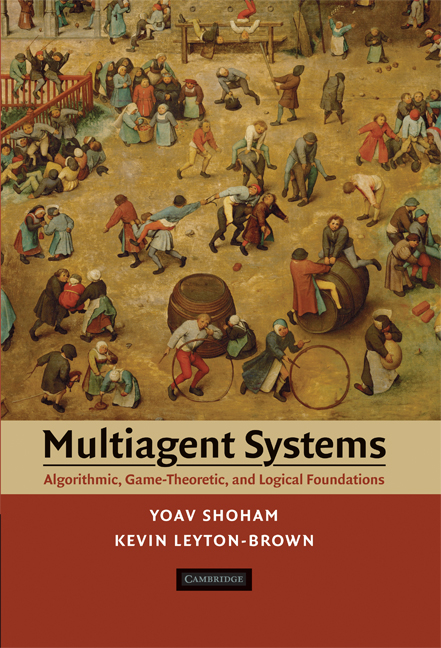 Multiagent Systems
Algorithmic, Game-Theoretic, and Logical Foundations
YOAV SHOHAM
KEVIN LEYTON-BROWN
CAMBRIDGE